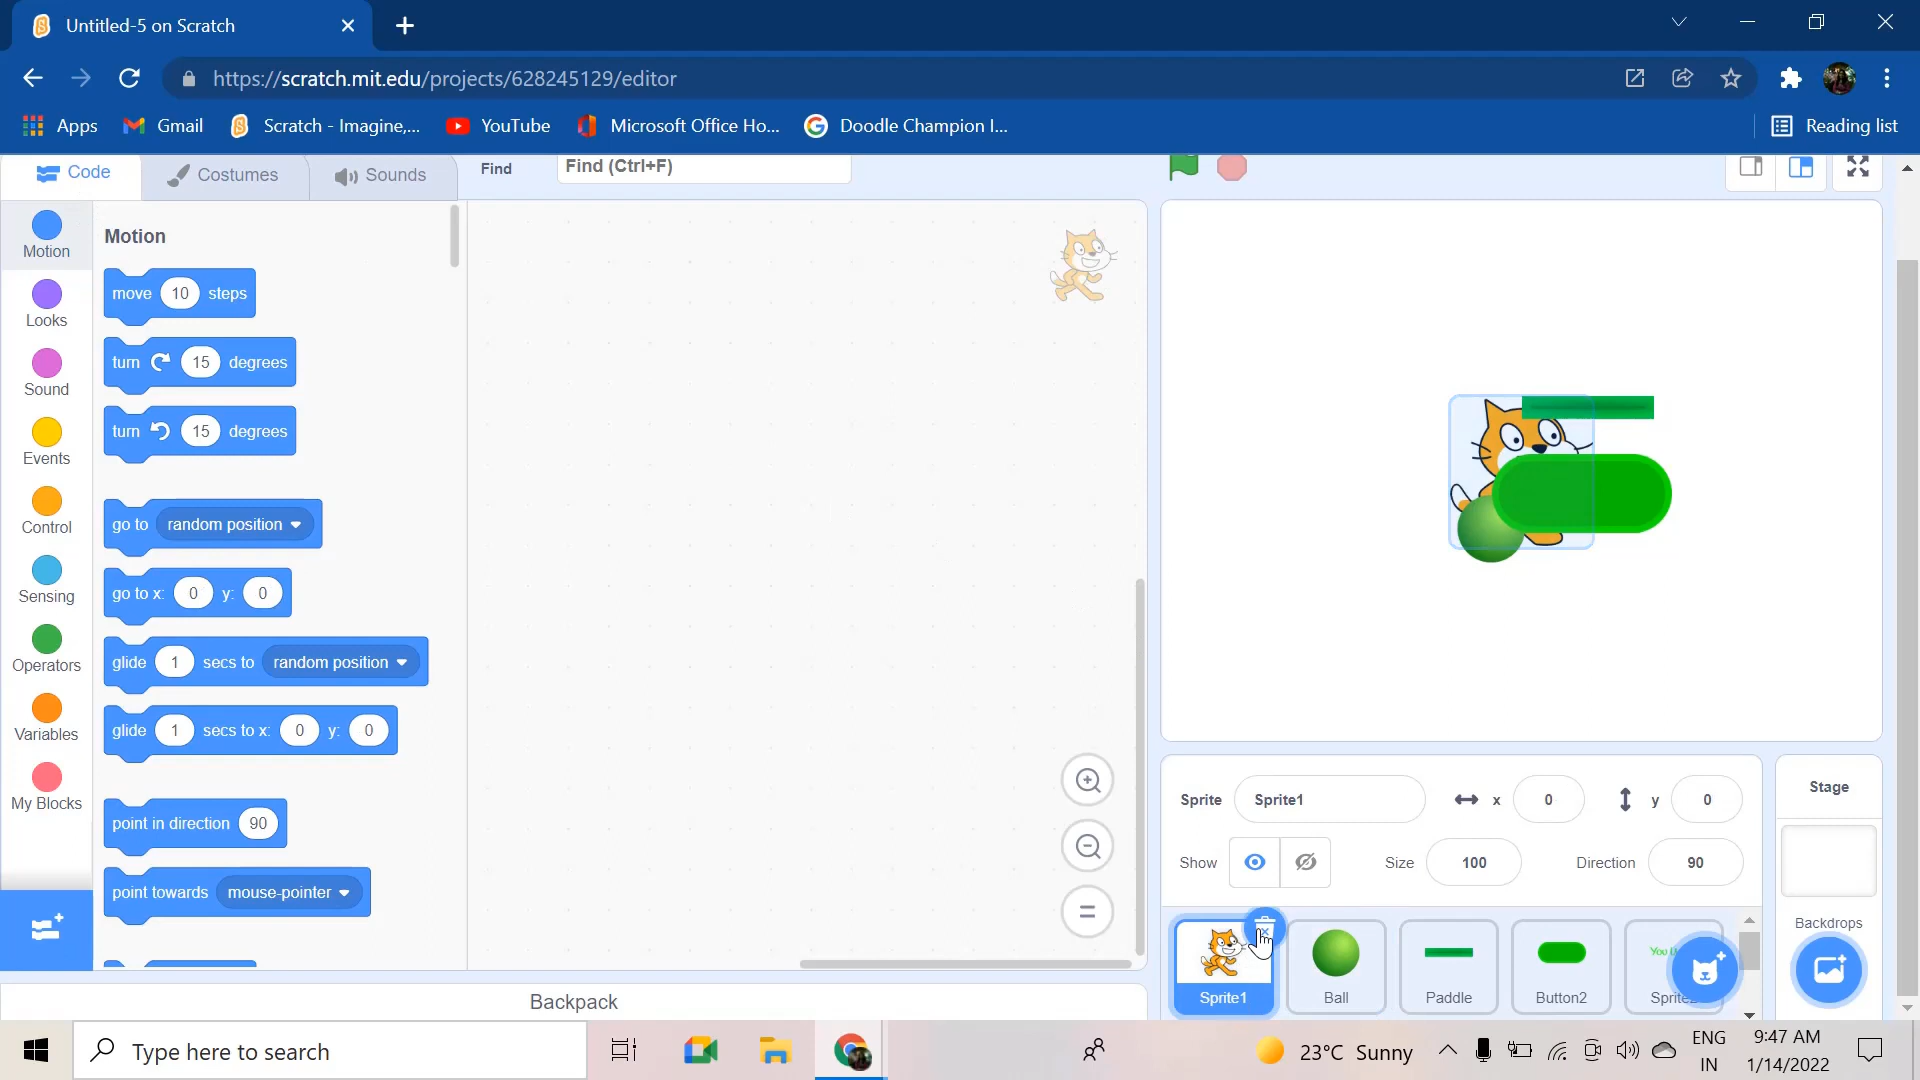 Untitled-5 on Scratch
https://scratch.mit.edu/projects/628245129/editor
Apps
Gmail
Scratch - Imagine,...
YouTube
Microsoft Office Ho...
Doodle Champion I...
Reading list
Code
Costumes
Sounds
Find
Find (Ctrl+F)
Motion
Looks
Sound
Events
Control
Sensing
Operators
Variables
My Blocks
Motion
move 10 steps
turn 15 degrees
turn 15 degrees
go to random position
go to x: 0 y: 0
glide 1 secs to random position
glide 1 secs to x: 0 y: 0
point in direction 90
point towards mouse-pointer
Backpack
Sprite Sprite1 x 0 y 0
Show Size 100 Direction 90
Sprite1
Ball
Paddle
Button2
Stage
Backdrops
Type here to search
23°C Sunny
ENG
IN
9:47 AM
1/14/2022